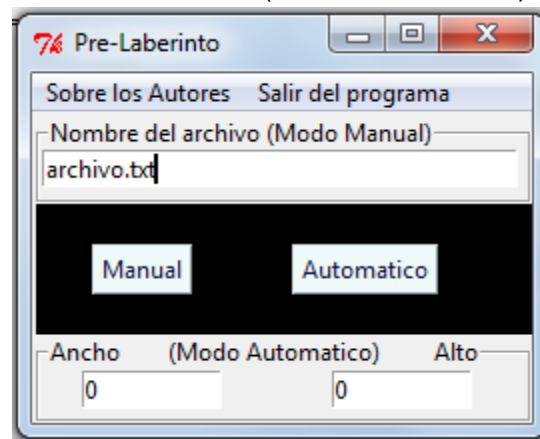 Pre-Laberinto
Sobre los Autores Salir del programa
Nombre del archivo (Modo Manual)
archivo.txt
Manual Automatico
Ancho (Modo Automatico) Alto
0 0